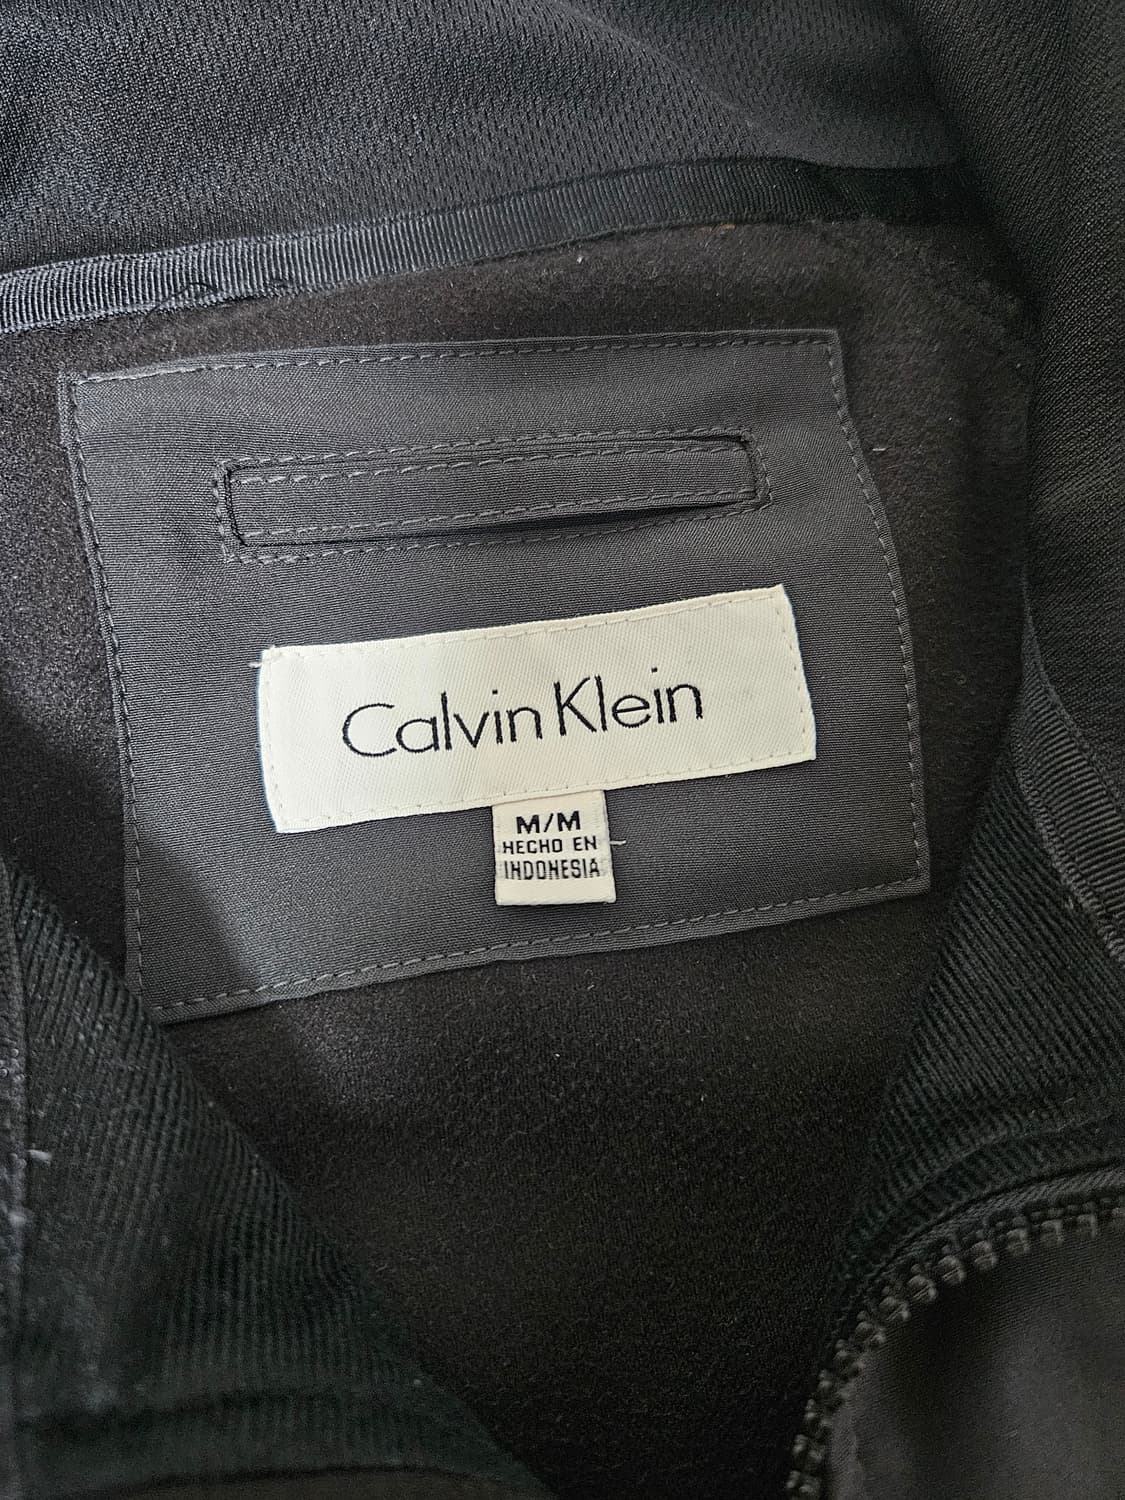 Calvin Klein
M/M
HECHO EN
INDONESIA